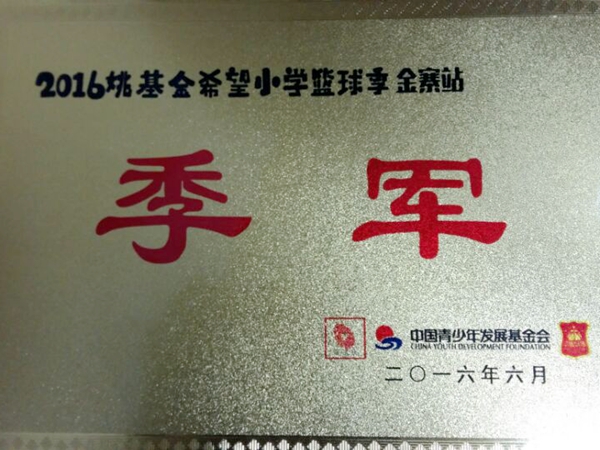 2016姚基金希望小学篮球季 金寨站
季军
中国青少年发展基金会
CHINA YOUTH DEVELOPMENT FOUNDATION
二〇一六年六月